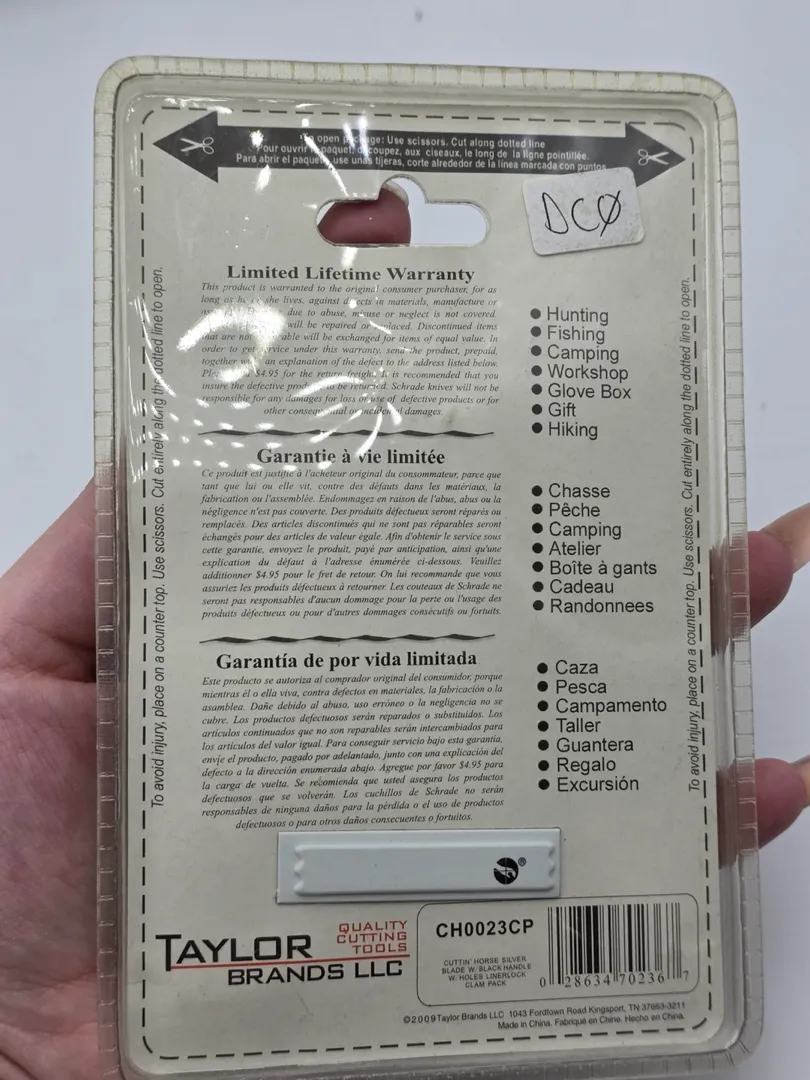 To open package: Use scissors. Cut along dotted line
Pour ouvrir paquet, découpez, aux ciseaux, le long de la ligne pointillée.
Para abrir el paquete, use unas tijeras, corte alrededor de la linea marcada con puntos
DCØ
To avoid injury, place on a counter top. Use scissors. Cut entirely along the dotted line to open.
Limited Lifetime Warranty
This product is warranted to the original consumer purchaser, for as
long as he she lives, against defects in materials, manufacture or
due to abuse, misuse or neglect is not covered.
will be repaired or replaced. Discontinued items
that are not able will be exchanged for items of equal value. In
order to get service under this warranty, send the product, prepaid,
together with an explanation of the defect to the address listed below.
$4.95 for the return freight. It is recommended that you
insure the defective product to be returned. Schrade knives will not be
responsible for any damages for loss or use of defective products or for
other consequential or incidental damages.
Hunting
Fishing
Camping
Workshop
Glove Box
Gift
Hiking
Garantie à vie limitée
Ce produit est justifié à l'acheteur original du consommateur, parce que
tant que lui ou elle vit, contre des défauts dans les matériaux, la
fabrication ou l'assemblée. Endommagez en raison de l'abus, abus ou la
négligence n'est pas couverte. Des produits défectueux seront réparés ou
remplacés. Des articles discontinués qui ne sont pas réparables seront
échangés pour des articles de valeur égale. Afin d'obtenir le service sous
cette garantie, envoyez le produit, payé par anticipation, ainsi qu'une
explication du défaut à l'adresse énumérée ci-dessous. Veuillez
additionner $4.95 pour le fret de retour. On lui recommande que vous
assuriez les produits défectueux à retourner. Les couteaux de Schrade ne
seront pas responsables d'aucun dommage pour la perte ou l'usage des
produits défectueux ou pour d'autres dommages consécutifs ou fortuits.
Chasse
Pêche
Camping
Atelier
Boîte à gants
Cadeau
Randonnees
Garantía de por vida limitada
Este producto se autoriza al comprador original del consumidor, porque
mientras él o ella viva, contra defectos en materiales, la fabricación o la
asamblea. Dañe debido al abuso, uso erróneo o la negligencia no se
cubre. Los productos defectuosos serán reparados o substituidos. Los
artículos continuados que no son reparables serán intercambiados para
los artículos del valor igual. Para conseguir servicio bajo esta garantía,
envíe el producto, pagado por adelantado, junto con una explicación del
defecto a la dirección enumerada abajo. Agregue por favor $4.95 para
la carga de vuelta. Se recomienda que usted asegura los productos
defectuosos que se volverán. Los cuchillos de Schrade no serán
responsables de ninguna daños para la pérdida o el uso de productos
defectuosos o para otros daños consecuentes o fortuitos.
Caza
Pesca
Campamento
Taller
Guantera
Regalo
Excursión
To avoid injury, place on a counter top. Use scissors. Cut entirely along the dotted line to open.
®
TAYLOR
BRANDS LLC
QUALITY
CUTTING
TOOLS
CH0023CP
CUTTIN' HORSE SILVER
BLADE W/BLACK HANDLE
W/HOLES LINERLOCK
CLAM PACK
0 28634 70236 7
©2009 Taylor Brands LLC 1043 Fordtown Road Kingsport, TN 37663-3211
Made in China. Fabriqué en Chine. Hecho en China.